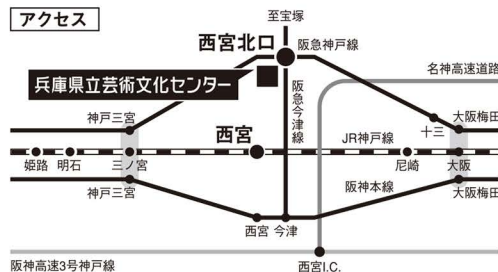 アクセス
至宝塚
西宮北口
阪急神戸線
名神高速道路
兵庫県立芸術文化センター
阪急今津線
神戸三宮
十三
大阪梅田
西宮
JR神戸線
姫路
明石
三ノ宮
尼崎
大阪
神戸三宮
阪神本線
大阪梅田
西宮
今津
阪神高速3号神戸線
西宮I.C.